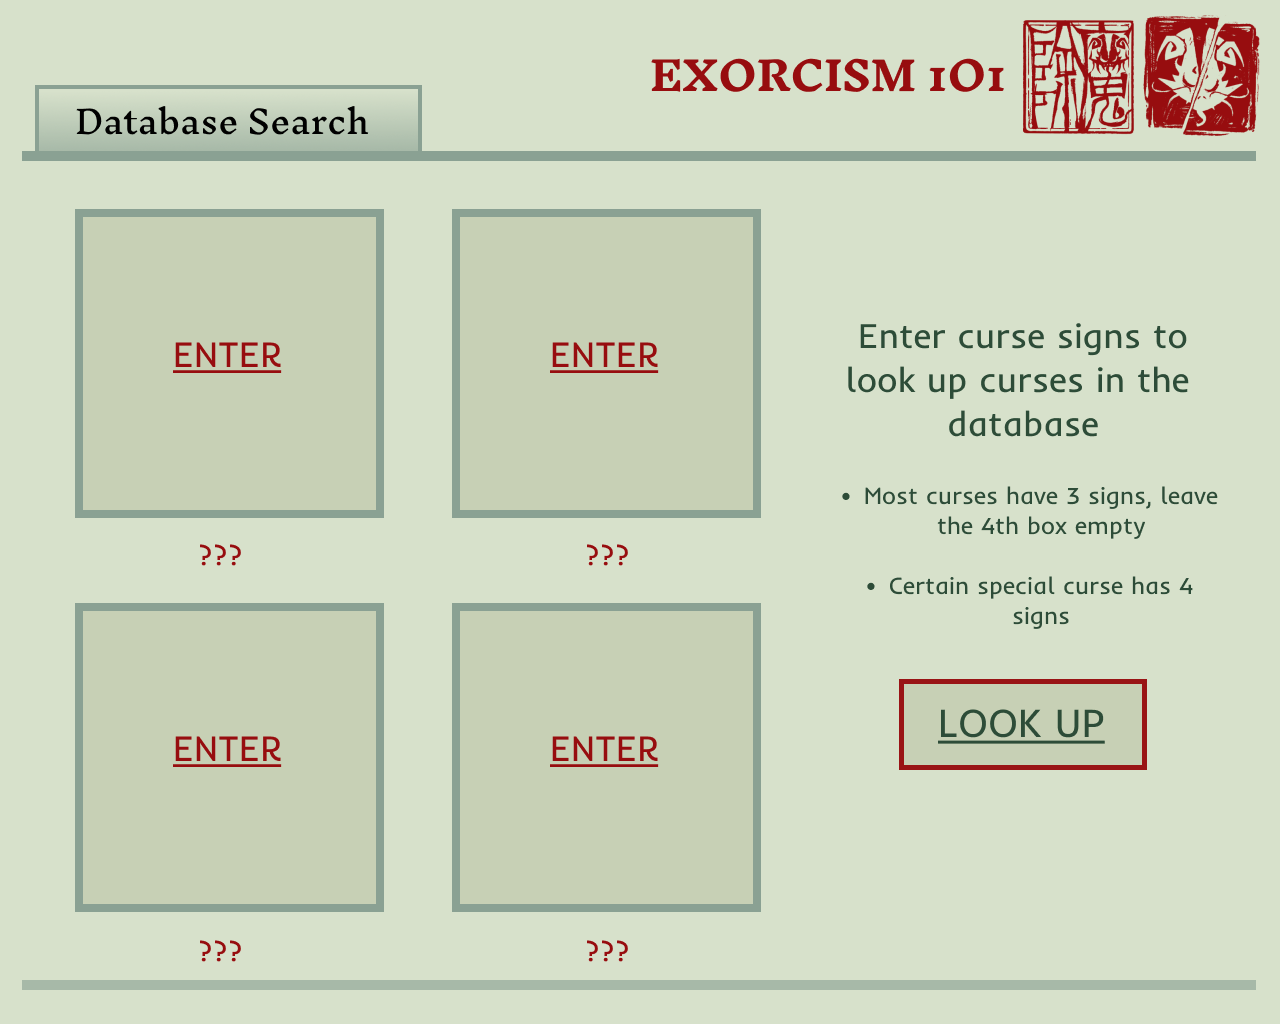 EXORCISM 101
Database Search
ENTER
ENTER
???
???
ENTER
ENTER
???
???
Enter curse signs to
look up curses in the
database
• Most curses have 3 signs, leave
the 4th box empty
• Certain special curse has 4
signs
LOOK UP